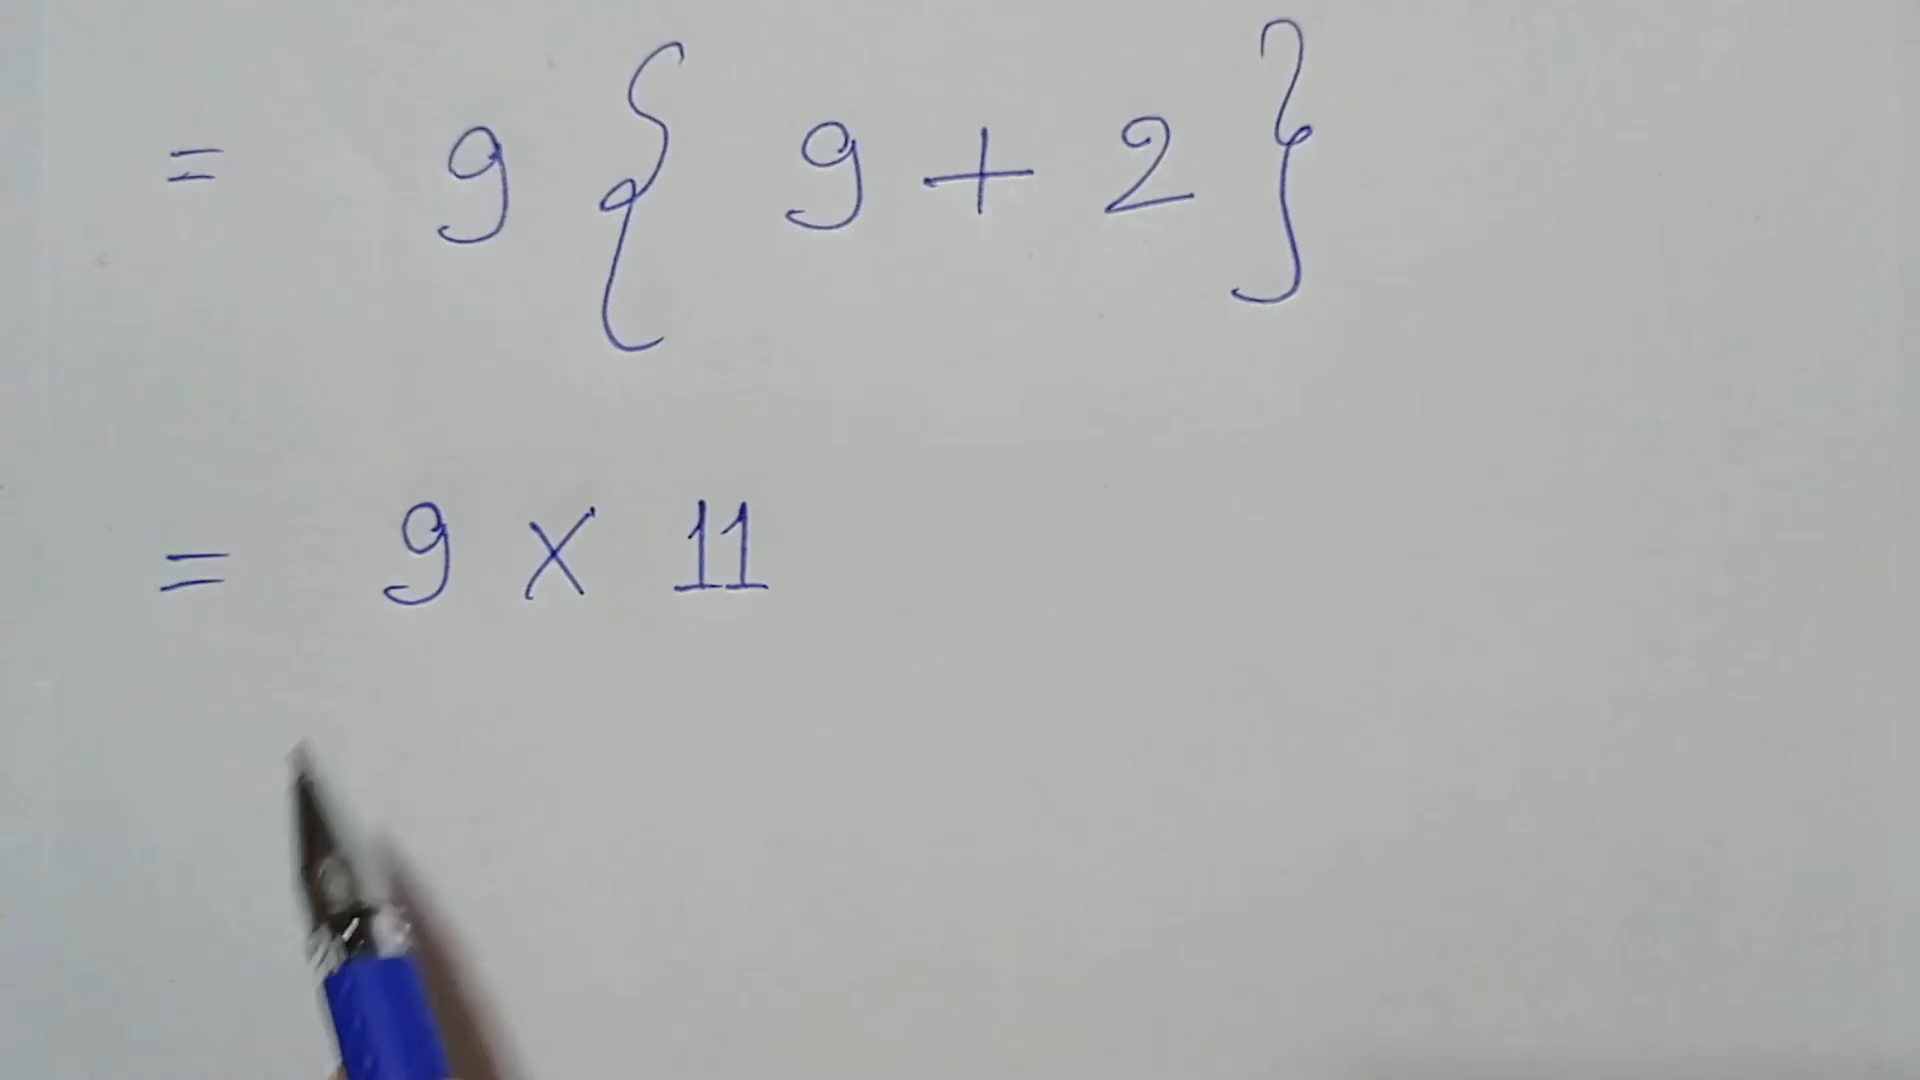 = 9 { 9 + 2 }
= 9 × 11